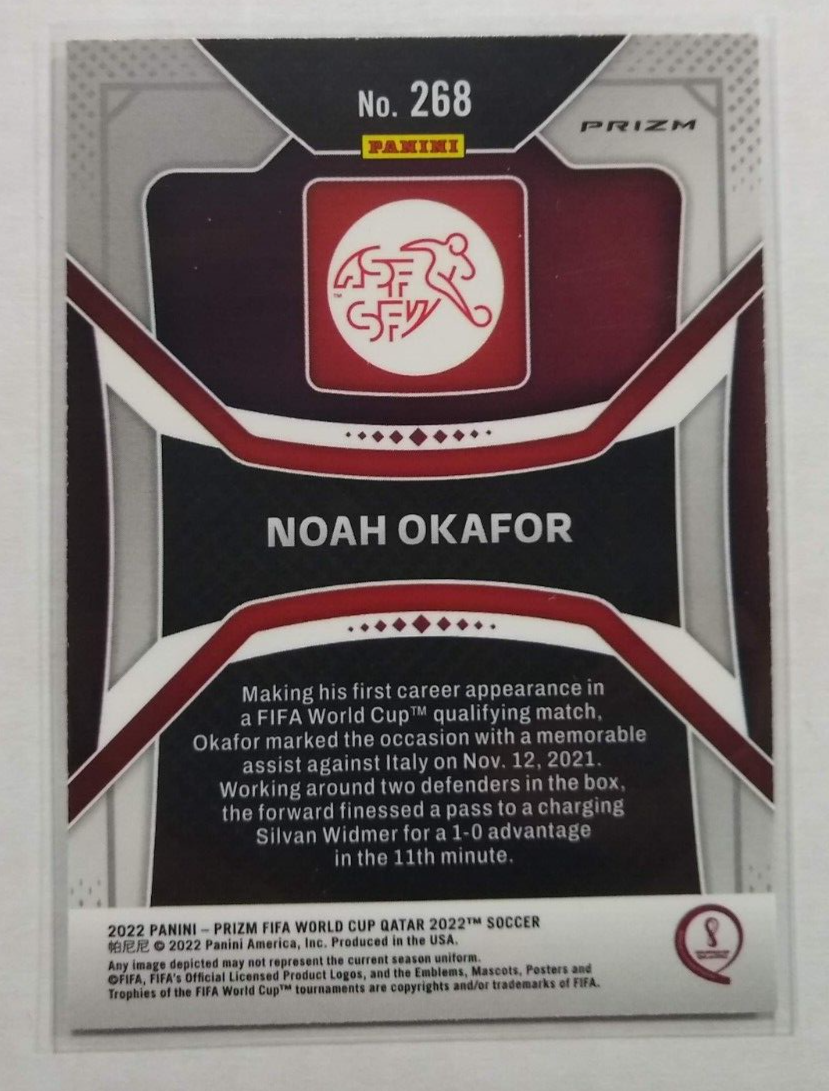 No. 268
PANINI
PRIZM
ASF
SFV
TM
NOAH OKAFOR
Making his first career appearance in
a FIFA World Cup™ qualifying match,
Okafor marked the occasion with a memorable
assist against Italy on Nov. 12, 2021.
Working around two defenders in the box,
the forward finessed a pass to a charging
Silvan Widmer for a 1-0 advantage
in the 11th minute.
2022 PANINI – PRIZM FIFA WORLD CUP QATAR 2022™ SOCCER
帕尼尼 © 2022 Panini America, Inc. Produced in the USA.
Any image depicted may not represent the current season uniform.
©FIFA, FIFA's Official Licensed Product Logos, and the Emblems, Mascots, Posters and
Trophies of the FIFA World Cup™ tournaments are copyrights and/or trademarks of FIFA.